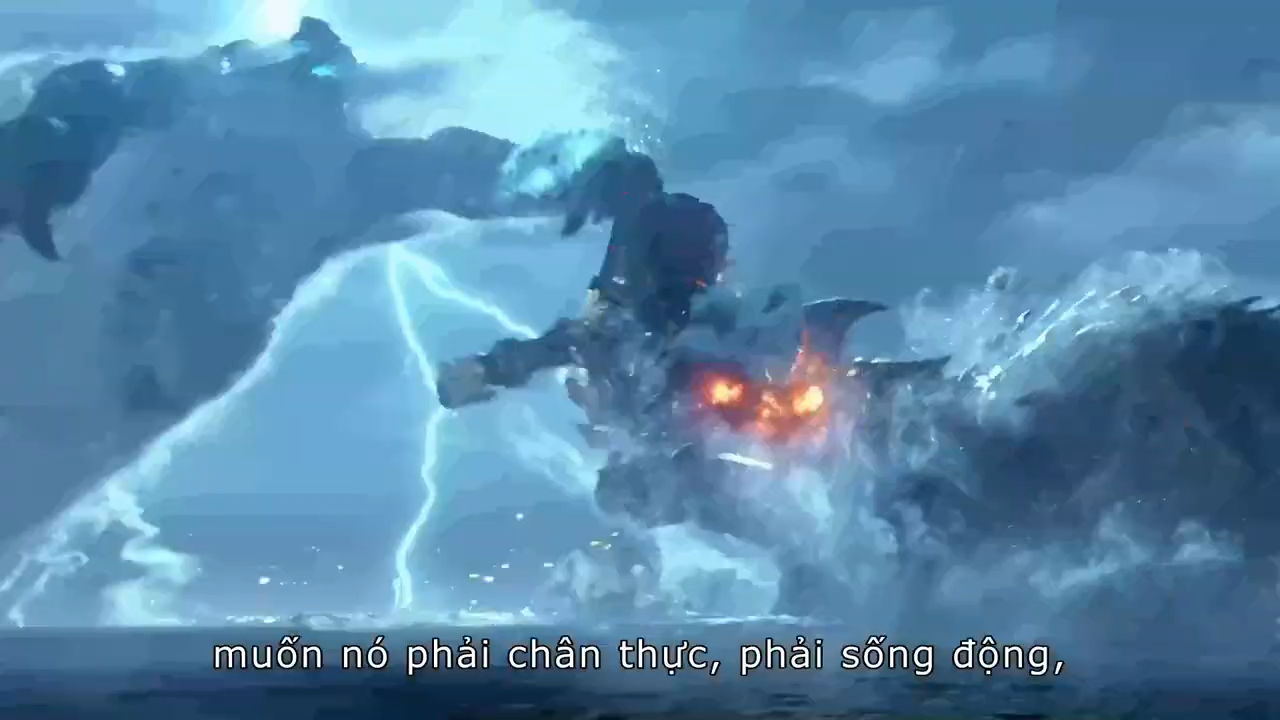 muốn nó phải chân thực, phải sống động,